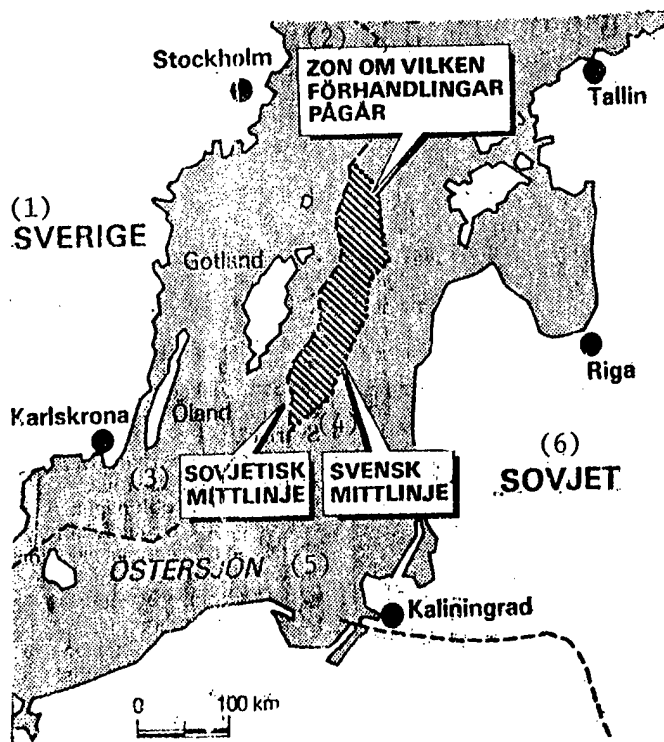 (2)
Stockholm
ZON OM VILKEN
FÖRHANDLINGAR
PÅGÅR
Tallin
(1)
SVERIGE
Gotland
Riga
Karlskrona
Öland
(4)
(3)
SOVJETISK
MITTLINJE
SVENSK
MITTLINJE
(6)
SOVJET
ÖSTERSJÖN (5)
Kaliningrad
0 100 km